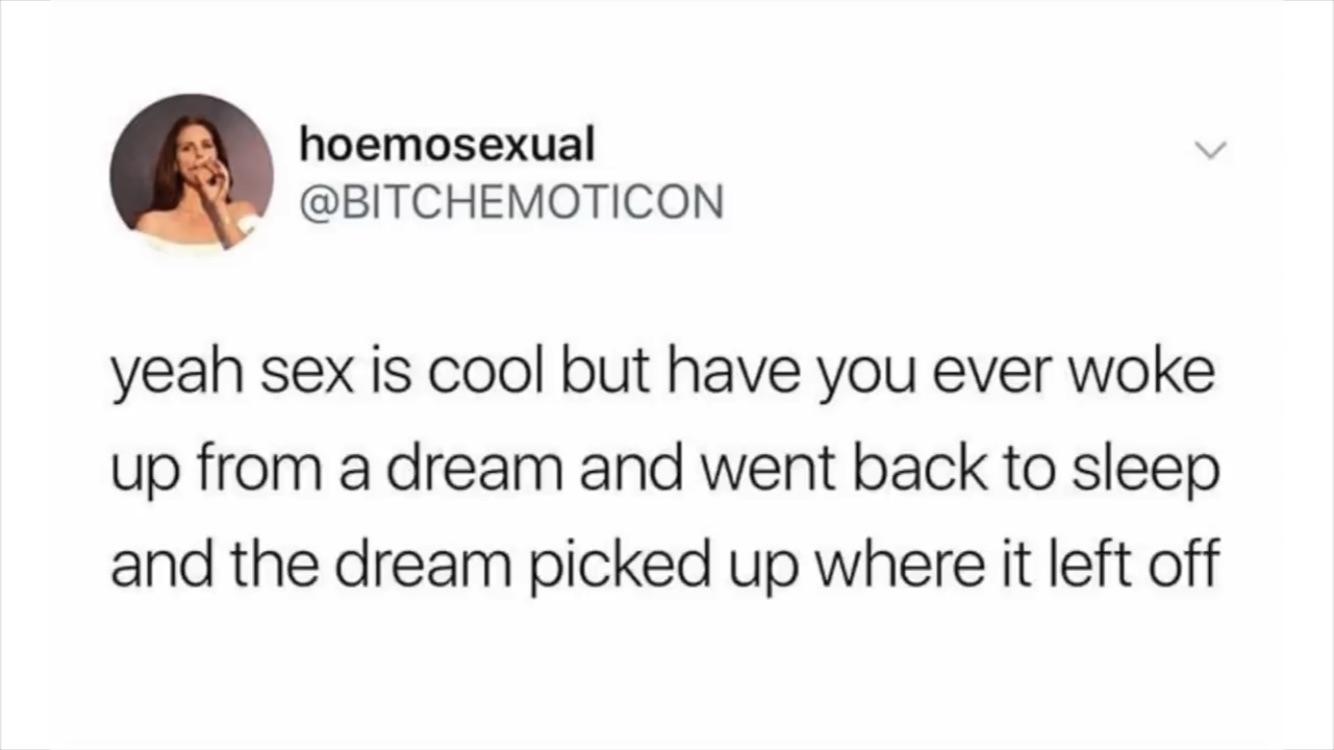 hoemosexual
@BITCHEMOTICON
yeah sex is cool but have you ever woke
up from a dream and went back to sleep
and the dream picked up where it left off